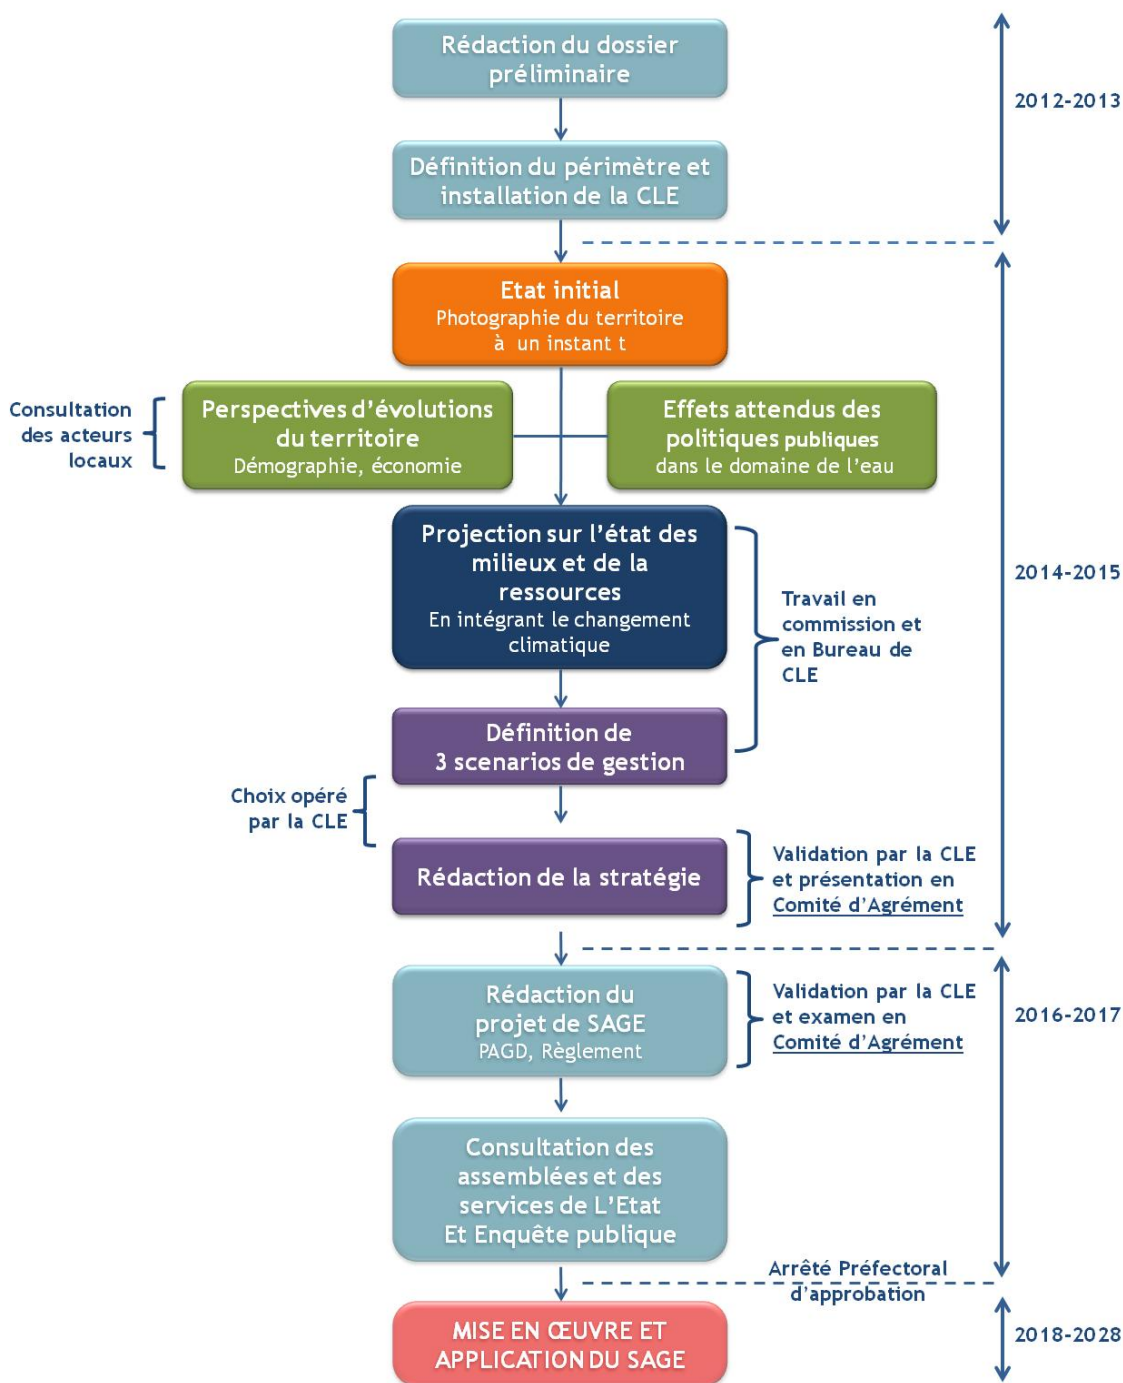 Rédaction du dossier
préliminaire
2012-2013
Définition du périmètre et
installation de la CLE
Etat initial
Photographie du territoire
à un instant t
Consultation
des acteurs
locaux
Perspectives d'évolutions
du territoire
Démographie, économie
Effets attendus des
politiques publiques
dans le domaine de l'eau
Projection sur l'état des
milieux et de la
ressources
En intégrant le changement
climatique
2014-2015
Travail en
commission et
en Bureau de
CLE
Définition de
3 scenarios de gestion
Choix opéré
par la CLE
Rédaction de la stratégie
Validation par la CLE
et présentation en
Comité d'Agrément
Rédaction du
projet de SAGE
PAGD, Règlement
Validation par la CLE
et examen en
Comité d'Agrément
2016-2017
Consultation des
assemblées et des
services de L'Etat
Et Enquête publique
Arrêté Préfectoral
d'approbation
MISE EN ŒUVRE ET
APPLICATION DU SAGE
2018-2028